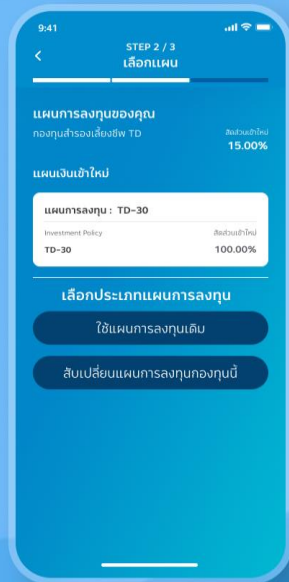 9:41
STEP 2 / 3
เลือกแผน
แผนการลงทุนของคุณ
กองทุนสำรองเลี้ยงชีพ TD
สัดส่วนเข้าใหม่
15.00%
แผนเงินเข้าใหม่
แผนการลงทุน : TD-30
Investment Policy
สัดส่วนเข้าใหม่
TD-30
100.00%
เลือกประเภทแผนการลงทุน
ใช้แผนการลงทุนเดิม
สับเปลี่ยนแผนการลงทุนกองทุนนี้